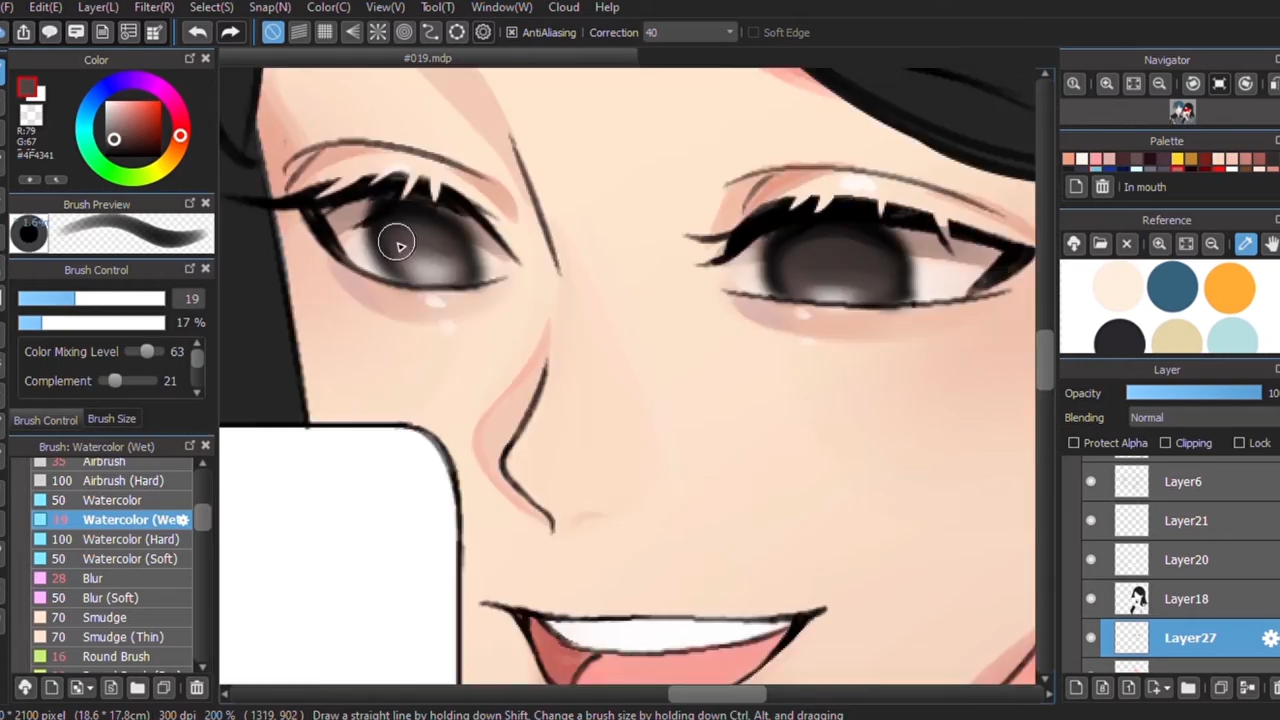 (F) Edit(E) Layer(L) Filter(R) Select(S) Snap(N) Color(C) View(V) Tool(T) Window(W) Cloud Help
AntiAliasing Correction 40 Soft Edge
#019.mdp
Color
R:79
G:67
#4F4341
Brush Preview
Brush Control
19
17 %
Color Mixing Level 63
Complement 21
Brush Control Brush Size
Brush: Watercolor (Wet)
35 Airbrush
100 Airbrush (Hard)
50 Watercolor
19 Watercolor (Wet
100 Watercolor (Hard)
50 Watercolor (Soft)
28 Blur
50 Blur (Soft)
70 Smudge
70 Smudge (Thin)
16 Round Brush
Navigator
Palette
In mouth
Reference
Layer
Opacity 10
Blending Normal
Protect Alpha Clipping Lock
Layer6
Layer21
Layer20
Layer18
Layer27
0 * 2100 pixel (18.6 * 17.8cm) 300 dpi 200 % ( 1319, 902 ) Draw a straight line by holding down Shift, Change a brush size by holding down Ctrl, Alt, and dragging